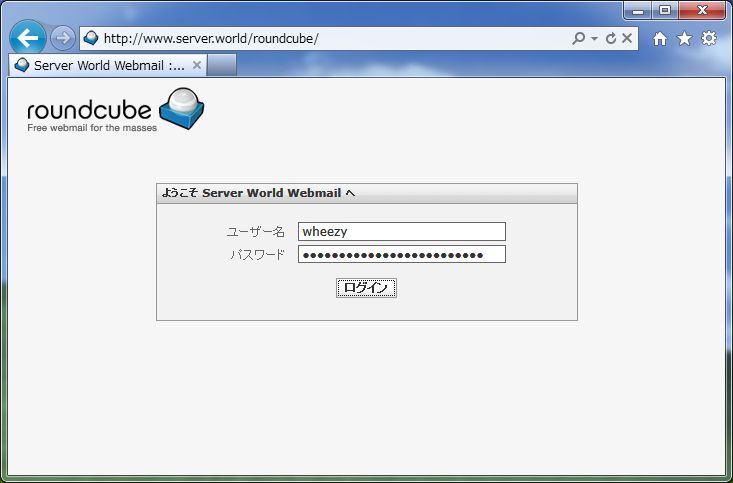 http://www.server.world/roundcube/
Server World Webmail :...
roundcube
Free webmail for the masses
ようこそ Server World Webmail へ
ユーザー名 wheezy
パスワード ●●●●●●●●●●●●●●●●●●●●●●●●●
ログイン